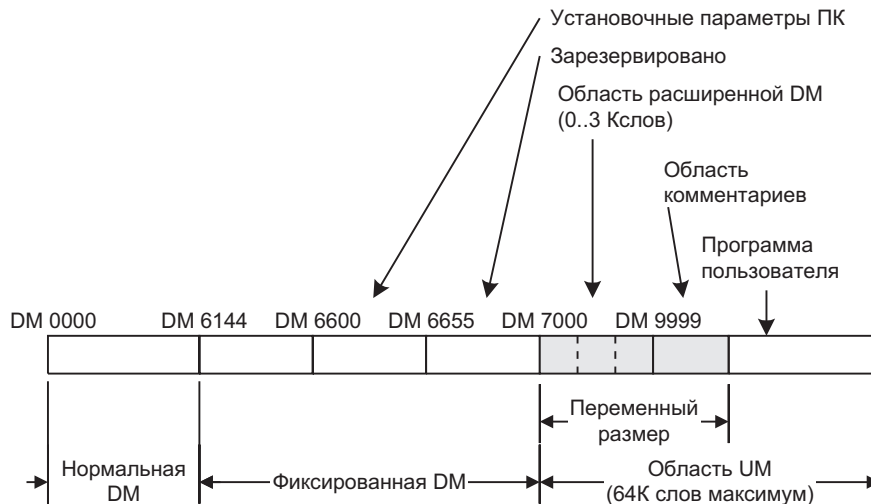 Установочные параметры ПК
Зарезервировано
Область расширенной DM
(0..3 Кслов)
Область
комментариев
Программа
пользователя
DM 0000
DM 6144
DM 6600
DM 6655
DM 7000
DM 9999
Переменный
размер
Нормальная
DM
Фиксированная DM
Область UM
(64К слов максимум)